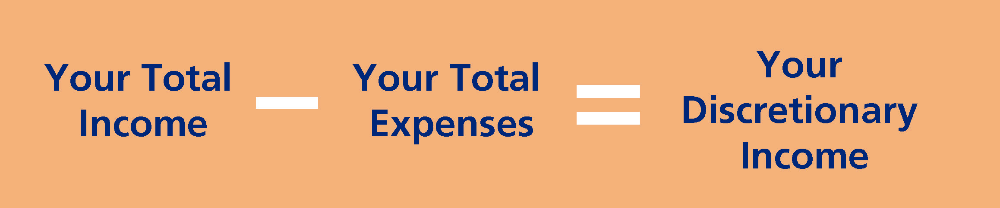 Your Total
Income
Your Total
Expenses
Your
Discretionary
Income